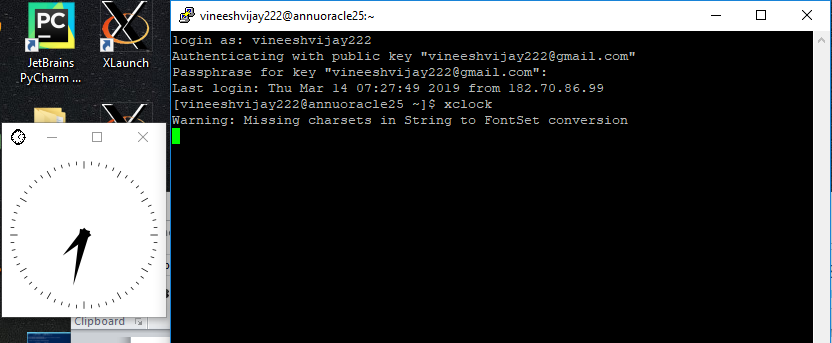 PC
JetBrains
PyCharm ...
XLaunch
vineeshvijay222@annuoracle25:~
login as: vineeshvijay222
Authenticating with public key "vineeshvijay222@gmail.com"
Passphrase for key "vineeshvijay222@gmail.com":
Last login: Thu Mar 14 07:27:49 2019 from 182.70.86.99
[vineeshvijay222@annuoracle25 ~]$ xclock
Warning: Missing charsets in String to FontSet conversion
Clipboard